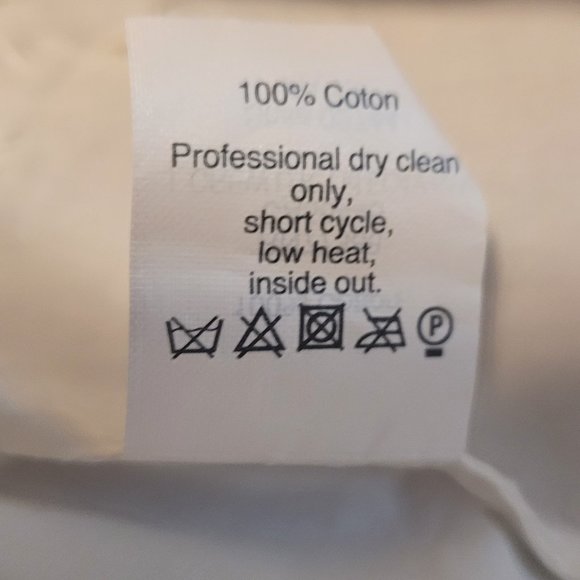 100% Coton
Professional dry clean
only,
short cycle,
low heat,
inside out.
P